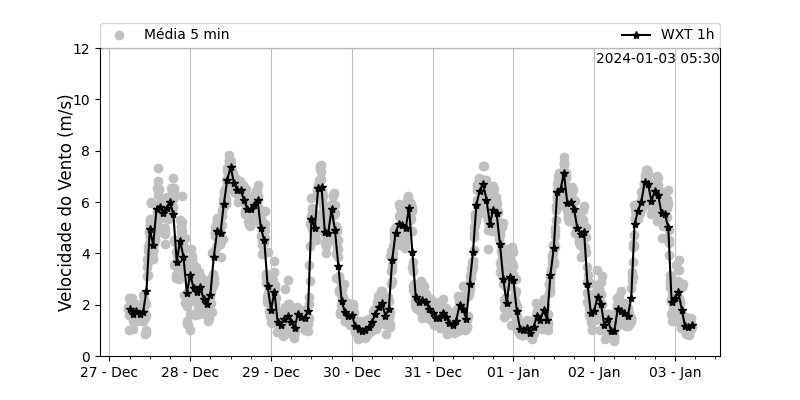 Média 5 min
WXT 1h
2024-01-03 05:30
Velocidade do Vento (m/s)
12
10
8
6
4
2
0
27 - Dec
28 - Dec
29 - Dec
30 - Dec
31 - Dec
01 - Jan
02 - Jan
03 - Jan